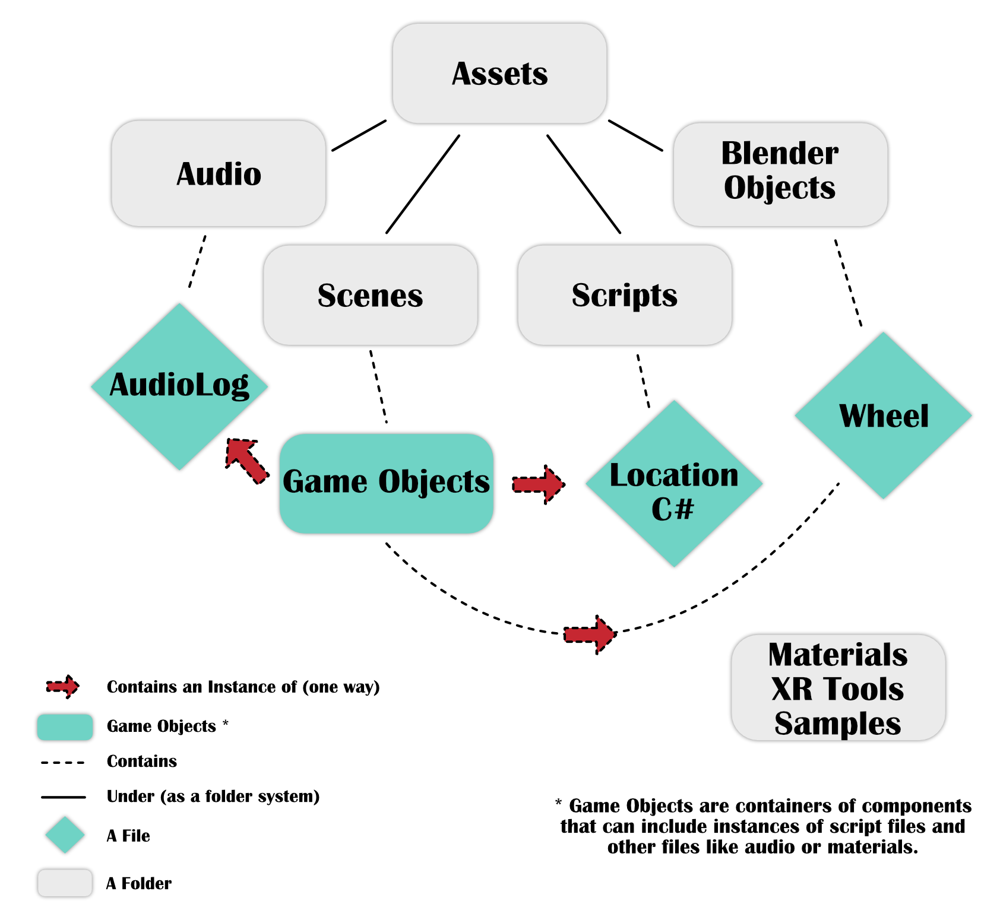 Assets
Audio
Blender
Objects
Scenes
Scripts
AudioLog
Wheel
Game Objects
Location
C#
Materials
XR Tools
Samples
Contains an Instance of (one way)
Game Objects *
Contains
Under (as a folder system)
A File
A Folder
* Game Objects are containers of components
that can include instances of script files and
other files like audio or materials.